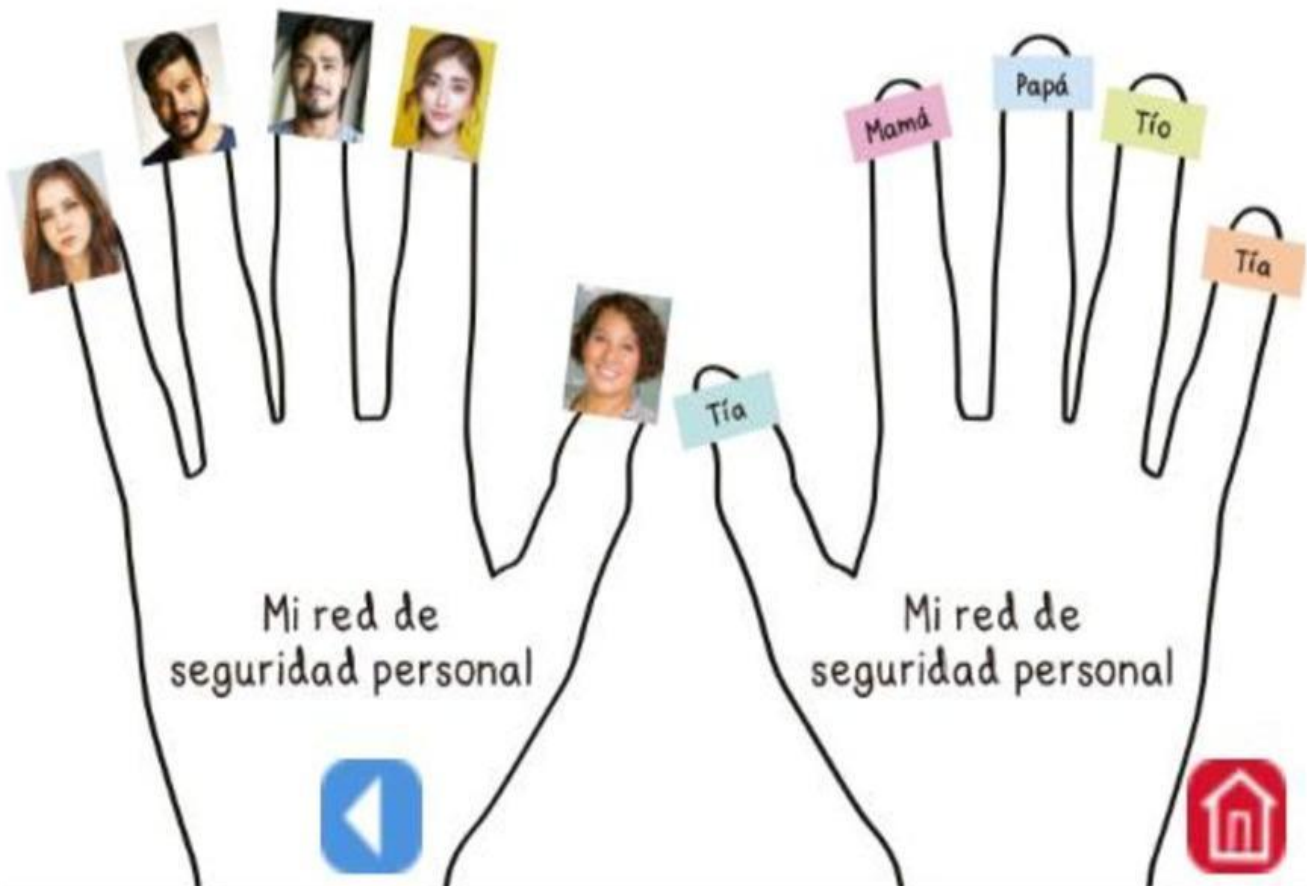 Mamá
Papá
Tío
Tía
Tía
Mi red de
seguridad personal
Mi red de
seguridad personal